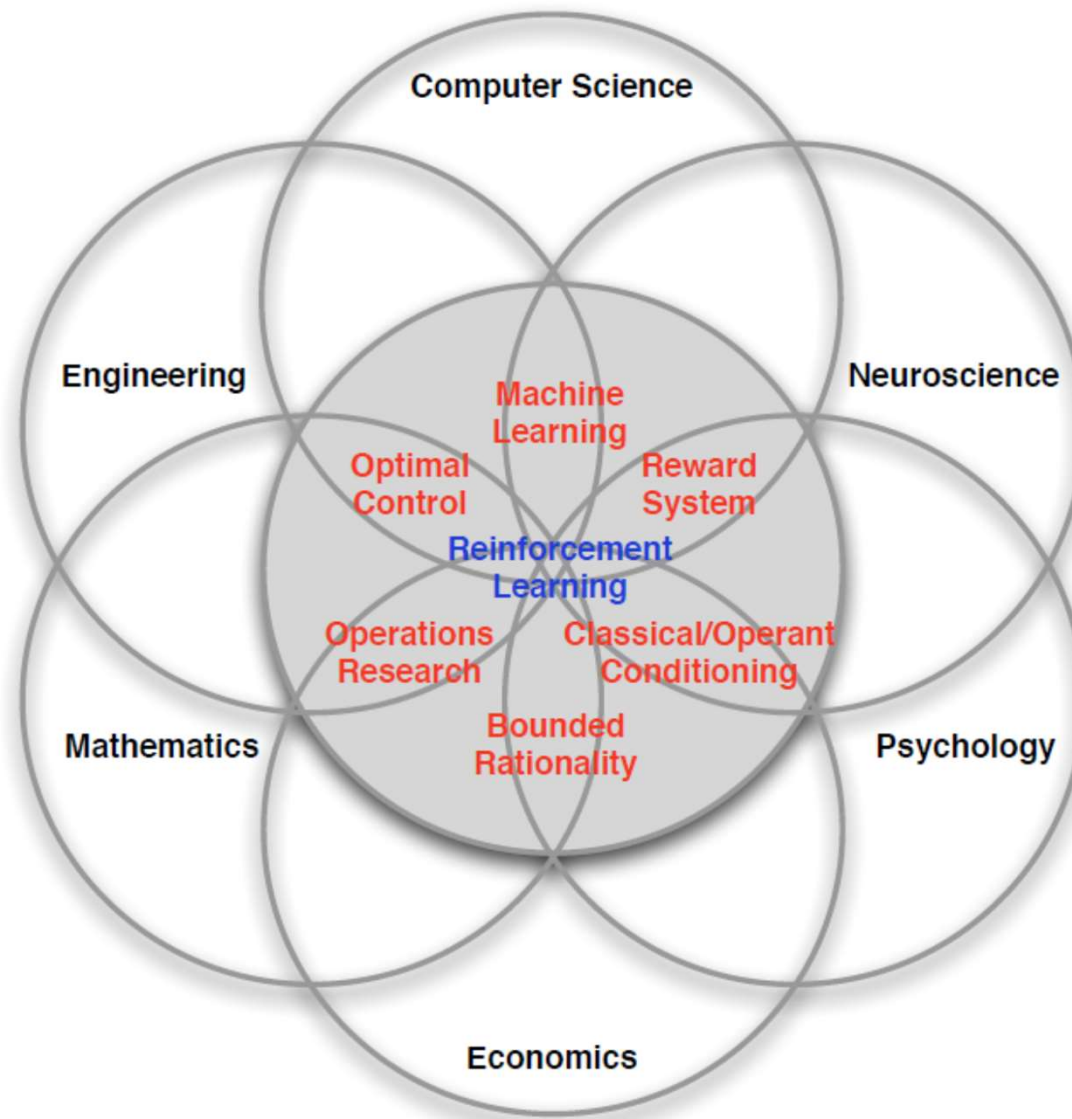 Computer Science
Engineering
Neuroscience
Machine
Learning
Optimal
Control
Reward
System
Reinforcement
Learning
Operations
Research
Classical/Operant
Conditioning
Bounded
Rationality
Mathematics
Psychology
Economics